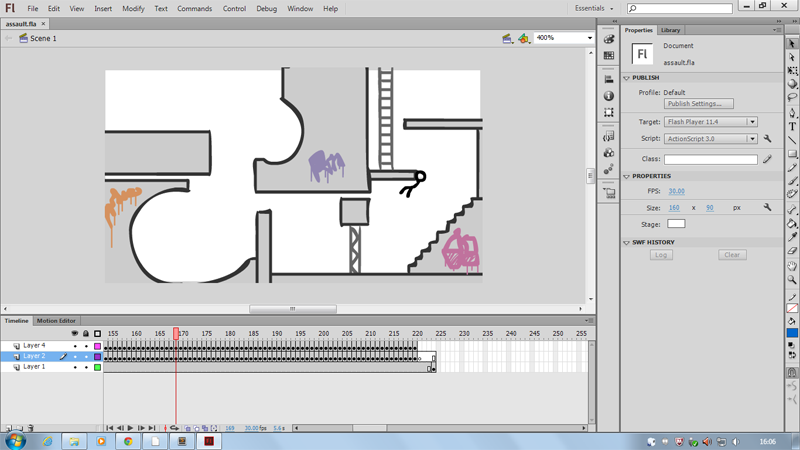 Fl File Edit View Insert Modify Text Commands Control Debug Window Help Essentials
assault.fla ×
Scene 1 400%
Properties Library
Fl Document
assault.fla
PUBLISH
Profile: Default
Publish Settings...
Target: Flash Player 11.4
Script: ActionScript 3.0
Class:
PROPERTIES
FPS: 30.00
Size: 160 x 90 px
Stage:
SWF HISTORY
Log Clear
Timeline Motion Editor
155 160 165 170 175 180 185 190 195 200 205 210 215 220 225 230 235 240 245 250 255
Layer 4
Layer 2
Layer 1
169 30.00 fps 5.6 s
Fl 16:06